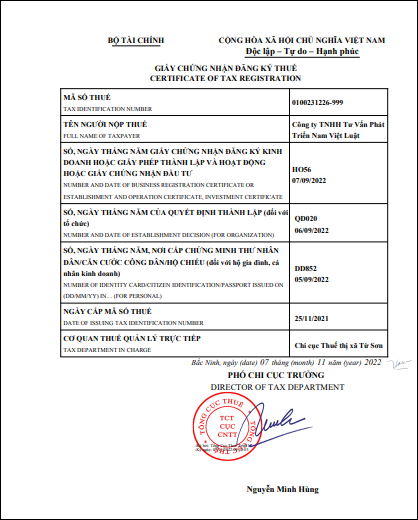 BỘ TÀI CHÍNH
CỘNG HÒA XÃ HỘI CHỦ NGHĨA VIỆT NAM
Độc lập – Tự do – Hạnh phúc
GIẤY CHỨNG NHẬN ĐĂNG KÝ THUẾ
CERTIFICATE OF TAX REGISTRATION
MÃ SỐ THUẾ
TAX IDENTIFICATION NUMBER
0100231226-999
TÊN NGƯỜI NỘP THUẾ
FULL NAME OF TAXPAYER
Công ty TNHH Tư Vấn Phát
Triển Nam Việt Luật
SỐ, NGÀY THÁNG NĂM GIẤY CHỨNG NHẬN ĐĂNG KÝ KINH
DOANH HOẶC GIẤY PHÉP THÀNH LẬP VÀ HOẠT ĐỘNG
HOẶC GIẤY CHỨNG NHẬN ĐẦU TƯ
NUMBER AND DATE OF BUSINESS REGISTRATION CERTIFICATE OR
ESTABLISHMENT AND OPERATION CERTIFICATE, INVESTMENT CERTIFICATE
HO56
07/09/2022
SỐ, NGÀY THÁNG NĂM CỦA QUYẾT ĐỊNH THÀNH LẬP (đối với
tổ chức)
NUMBER AND DATE OF ESTABLISHMENT DECISION (FOR ORGANIZATION)
QD020
06/09/2022
SỐ, NGÀY THÁNG NĂM, NƠI CẤP CHỨNG MINH THƯ NHÂN
DÂN/CĂN CƯỚC CÔNG DÂN/HỘ CHIẾU (đối với hộ gia đình, cá
nhân kinh doanh)
NUMBER OF IDENTITY CARD/CITIZEN IDENTIFICATION/PASSPORT ISSUED ON
(DD/MM/YY) IN… (FOR PERSONAL)
DD852
05/09/2022
NGÀY CẤP MÃ SỐ THUẾ
DATE OF ISSUING TAX IDENTIFICATION NUMBER
25/11/2021
CƠ QUAN THUẾ QUẢN LÝ TRỰC TIẾP
TAX DEPARTMENT IN CHARGE
Chi cục Thuế thị xã Từ Sơn
Bắc Ninh, ngày (date) 07 tháng (month) 11 năm (year) 2022
PHÓ CHI CỤC TRƯỞNG
DIRECTOR OF TAX DEPARTMENT
TỔNG CỤC THUẾ
TCT
CỤC
CNTT
Nguyễn Minh Hùng